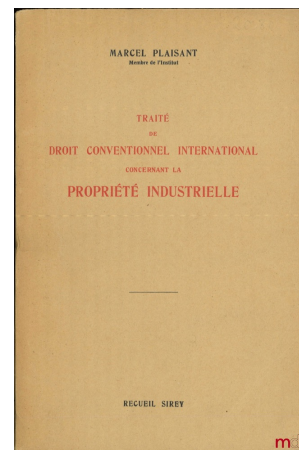 MARCEL PLAISANT
Membre de l'Institut
TRAITÉ
DE
DROIT CONVENTIONNEL INTERNATIONAL
CONCERNANT LA
PROPRIÉTÉ INDUSTRIELLE
RECUEIL SIREY